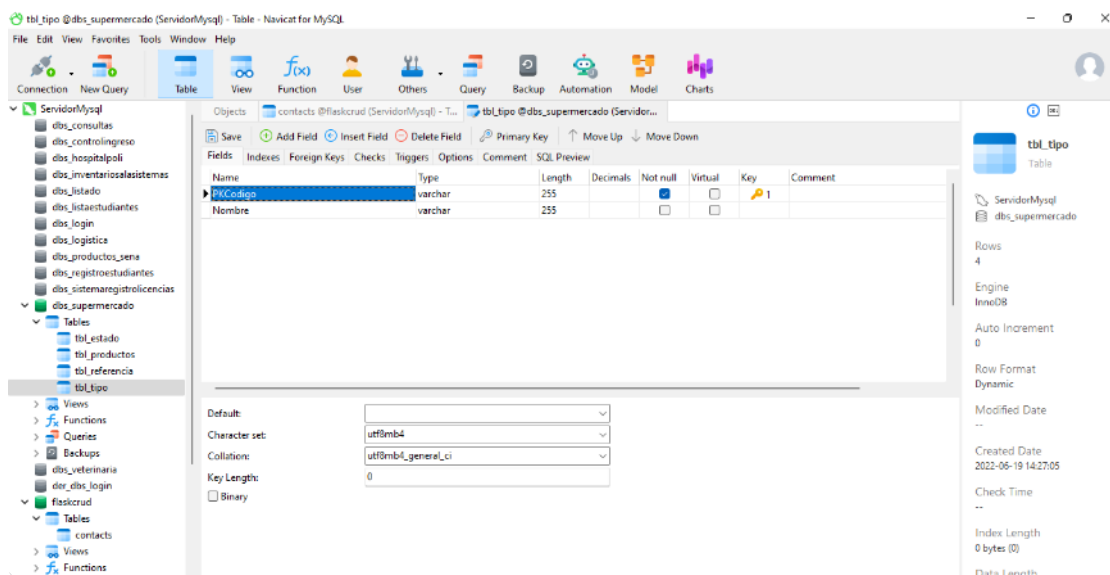 tbl_tipo @dbs_supermercado (ServidorMysql) - Table - Navicat for MySQL
File Edit View Favorites Tools Window Help
Connection New Query Table View Function User Others Query Backup Automation Model Charts
ServidorMysql
dbs_consultas
dbs_controlingreso
dbs_hospitalpoli
dbs_inventariosalasistemas
dbs_listado
dbs_listaestudiantes
dbs_login
dbs_logistica
dbs_productos_sena
dbs_registroestudiantes
dbs_sistemaregistrolicencias
dbs_supermercado
Tables
tbl_estado
tbl_productos
tbl_referencia
tbl_tipo
Views
Functions
Queries
Backups
dbs_veterinaria
der_dbs_login
flaskcrud
Tables
contacts
Views
Functions
Objects contacts @flaskcrud (ServidorMysql) - T... tbl_tipo @dbs_supermercado (Servidor...
Save Add Field Insert Field Delete Field Primary Key Move Up Move Down
Fields Indexes Foreign Keys Checks Triggers Options Comment SQL Preview
Name Type Length Decimals Not null Virtual Key Comment
PKCodigo varchar 255 1
Nombre varchar 255
Default:
Character set: utf8mb4
Collation: utf8mb4_general_ci
Key Length: 0
Binary
tbl_tipo
Table
ServidorMysql
dbs_supermercado
Rows
4
Engine
InnoDB
Auto Increment
0
Row Format
Dynamic
Modified Date
--
Created Date
2022-06-19 14:27:05
Check Time
--
Index Length
0 bytes (0)
Data Length